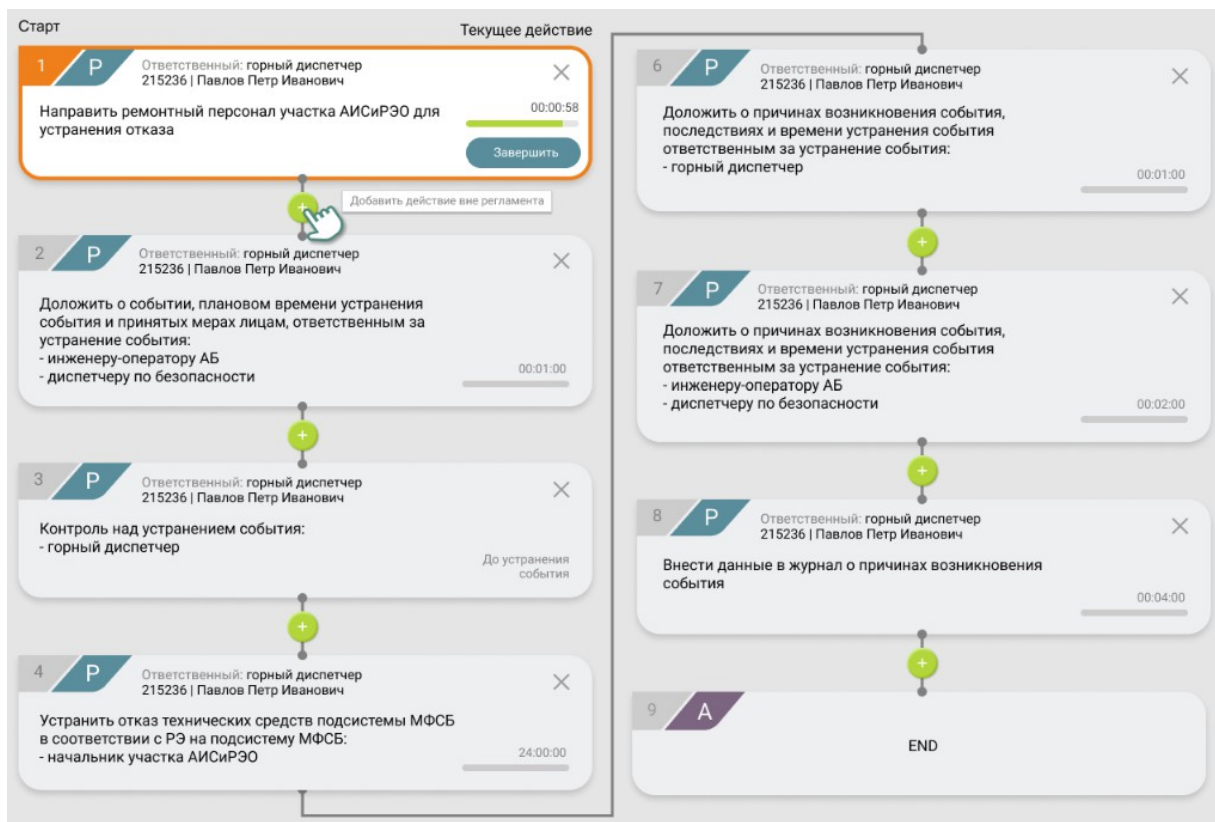 Старт
Текущее действие
1
Р
Ответственный: горный диспетчер
215236 | Павлов Петр Иванович
Направить ремонтный персонал участка АИСиРЭО для
устранения отказа
00:00:58
Завершить
Добавить действие вне регламента
2
Р
Ответственный: горный диспетчер
215236 | Павлов Петр Иванович
Доложить о событии, плановом времени устранения
события и принятых мерах лицам, ответственным за
устранение события:
- инженеру-оператору АБ
- диспетчеру по безопасности
00:01:00
3
Р
Ответственный: горный диспетчер
215236 | Павлов Петр Иванович
Контроль над устранением события:
- горный диспетчер
До устранения
события
4
Р
Ответственный: горный диспетчер
215236 | Павлов Петр Иванович
Устранить отказ технических средств подсистемы МФСБ
в соответствии с РЭ на подсистему МФСБ:
- начальник участка АИСиРЭО
24:00:00
6
Р
Ответственный: горный диспетчер
215236 | Павлов Петр Иванович
Доложить о причинах возникновения события,
последствиях и времени устранения события
ответственным за устранение события:
- горный диспетчер
00:01:00
7
Р
Ответственный: горный диспетчер
215236 | Павлов Петр Иванович
Доложить о причинах возникновения события,
последствиях и времени устранения события
ответственным за устранение события:
- инженеру-оператору АБ
- диспетчеру по безопасности
00:02:00
8
Р
Ответственный: горный диспетчер
215236 | Павлов Петр Иванович
Внести данные в журнал о причинах возникновения
события
00:04:00
9
А
END